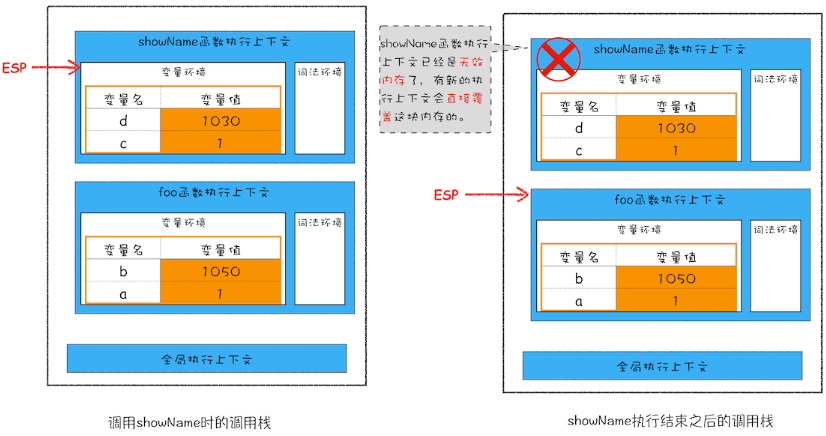 showName函数执行上下文
ESP
变量环境
词法环境
变量名 变量值
d 1030
c 1
foo函数执行上下文
变量环境
词法环境
变量名 变量值
b 1050
a 1
全局执行上下文
调用showName时的调用栈
showName函数执行
上下文已经是无效
内存了，有新的执
行上下文会直接覆
盖这块内存的。
showName函数执行上下文
变量环境
词法环境
变量名 变量值
d 1030
c 1
ESP
foo函数执行上下文
变量环境
词法环境
变量名 变量值
b 1050
a 1
全局执行上下文
showName执行结束之后的调用栈